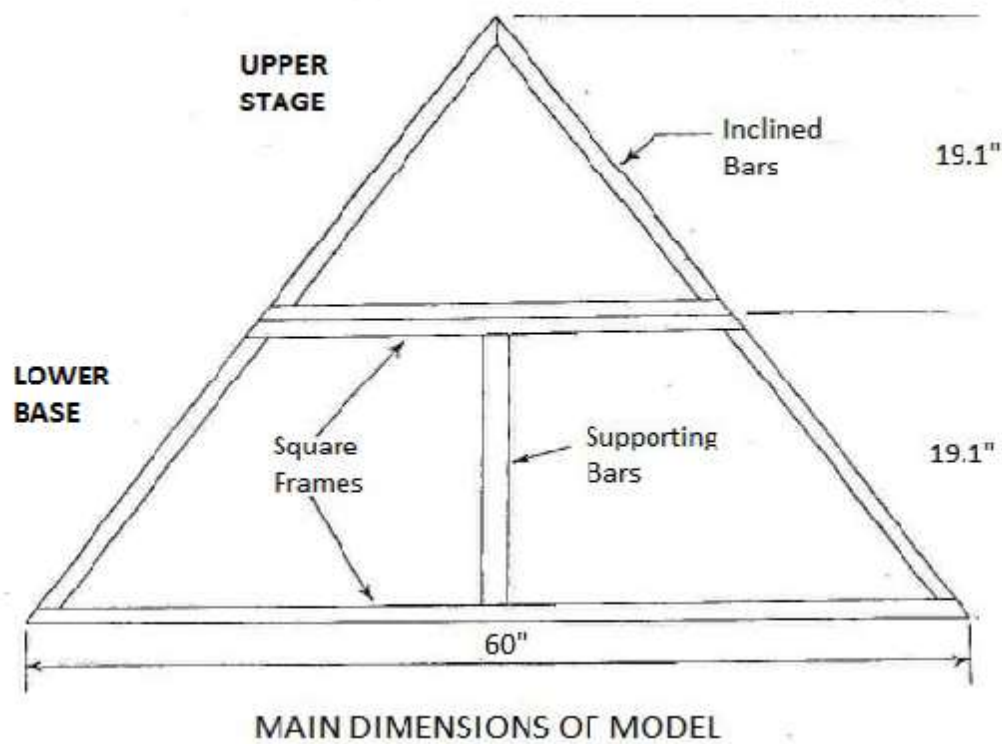 UPPER
STAGE
Inclined
Bars
19.1"
LOWER
BASE
Square
Frames
Supporting
Bars
19.1"
60"
MAIN DIMENSIONS OF MODEL